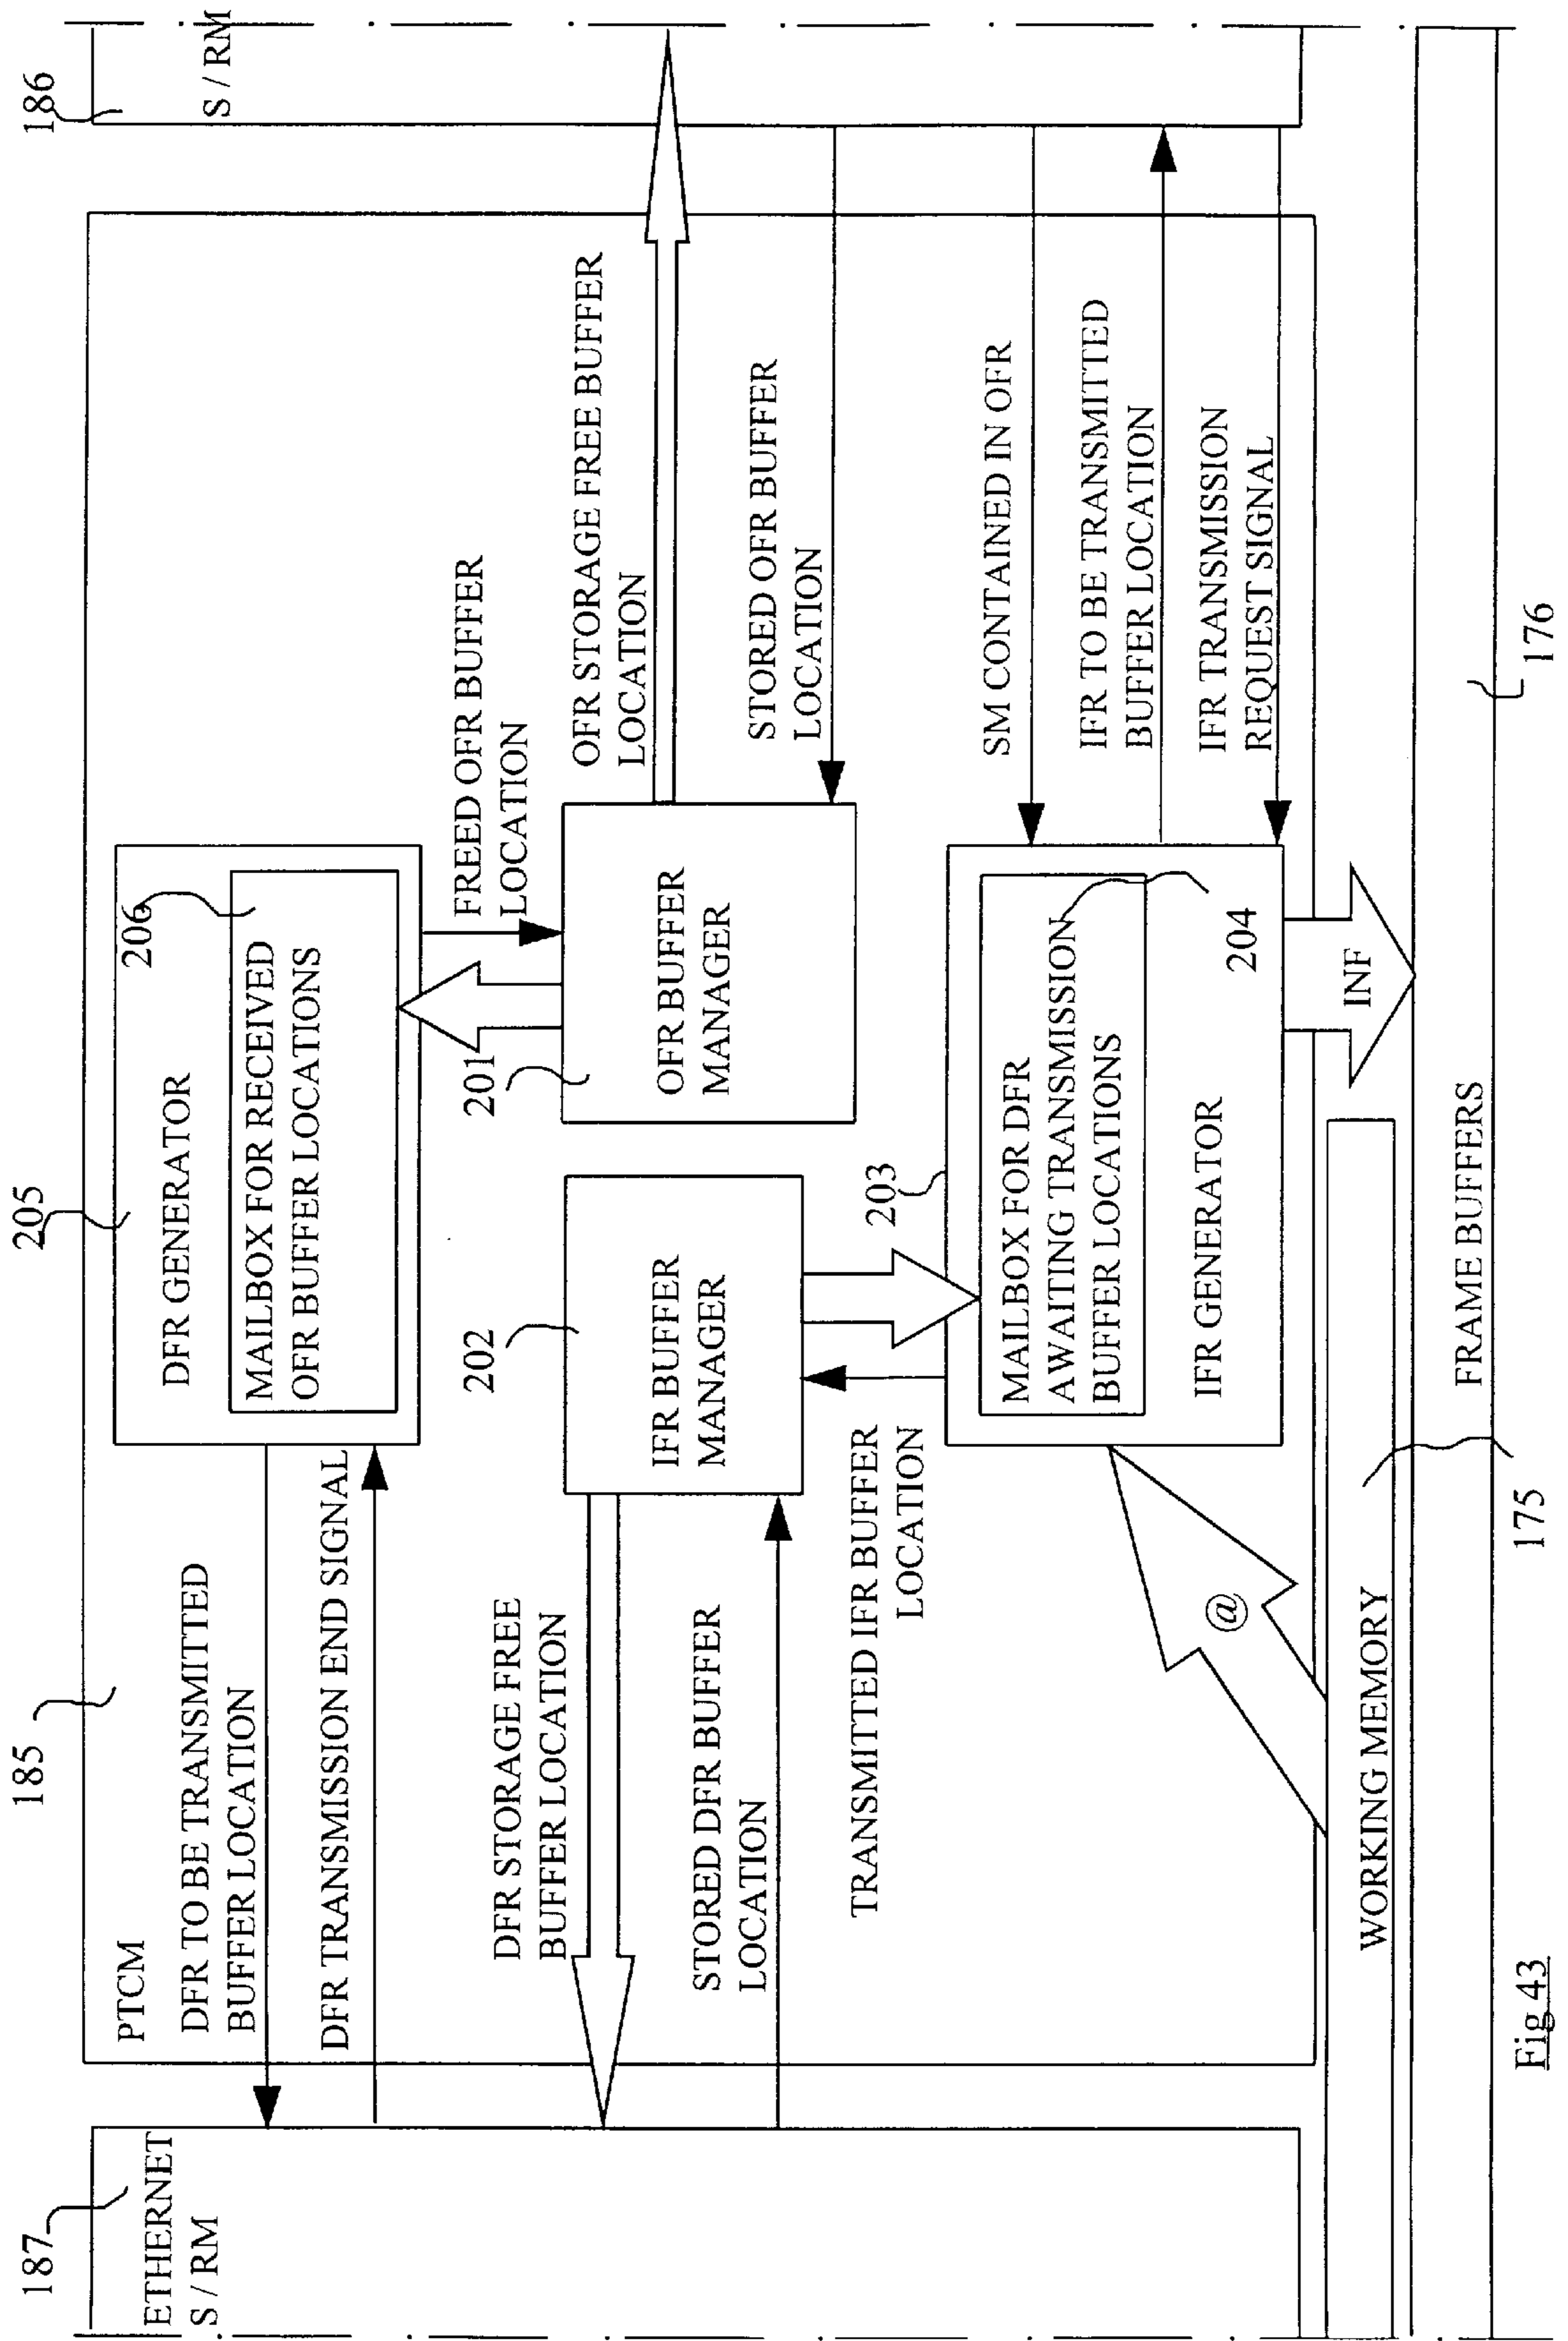 187
ETHERNET
S / RM
185
PTCM
DFR TO BE TRANSMITTED
BUFFER LOCATION
DFR TRANSMISSION END SIGNAL
DFR STORAGE FREE
BUFFER LOCATION
STORED DFR BUFFER
LOCATION
TRANSMITTED IFR BUFFER
LOCATION
205
DFR GENERATOR
206
MAILBOX FOR RECEIVED
OFR BUFFER LOCATIONS
202
IFR BUFFER
MANAGER
201
OFR BUFFER
MANAGER
FREED OFR BUFFER
LOCATION
203
MAILBOX FOR DFR
AWAITING TRANSMISSION
BUFFER LOCATIONS
IFR GENERATOR
204
OFR STORAGE FREE BUFFER
LOCATION
STORED OFR BUFFER
LOCATION
SM CONTAINED IN OFR
IFR TO BE TRANSMITTED
BUFFER LOCATION
IFR TRANSMISSION
REQUEST SIGNAL
186
S / RM
@
INF
WORKING MEMORY
FRAME BUFFERS
175
176
Fig 43